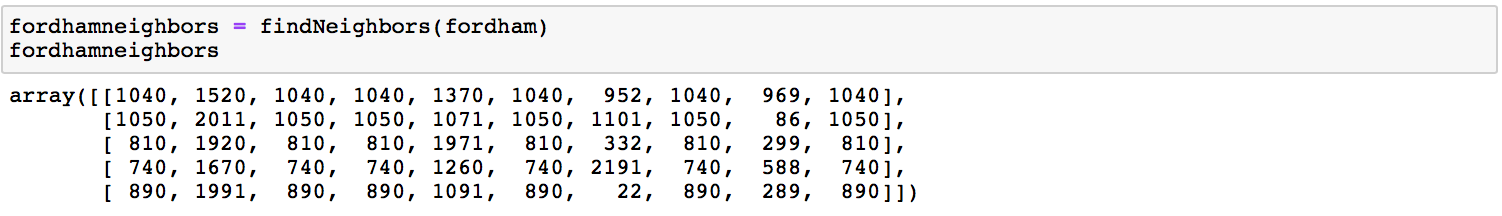 fordhamneighbors = findNeighbors(fordham)
fordhamneighbors
array([[1040, 1520, 1040, 1040, 1370, 1040,  952, 1040,  969, 1040],
       [1050, 2011, 1050, 1050, 1071, 1050, 1101, 1050,   86, 1050],
       [ 810, 1920,  810,  810, 1971,  810,  332,  810,  299,  810],
       [ 740, 1670,  740,  740, 1260,  740, 2191,  740,  588,  740],
       [ 890, 1991,  890,  890, 1091,  890,   22,  890,  289,  890]])